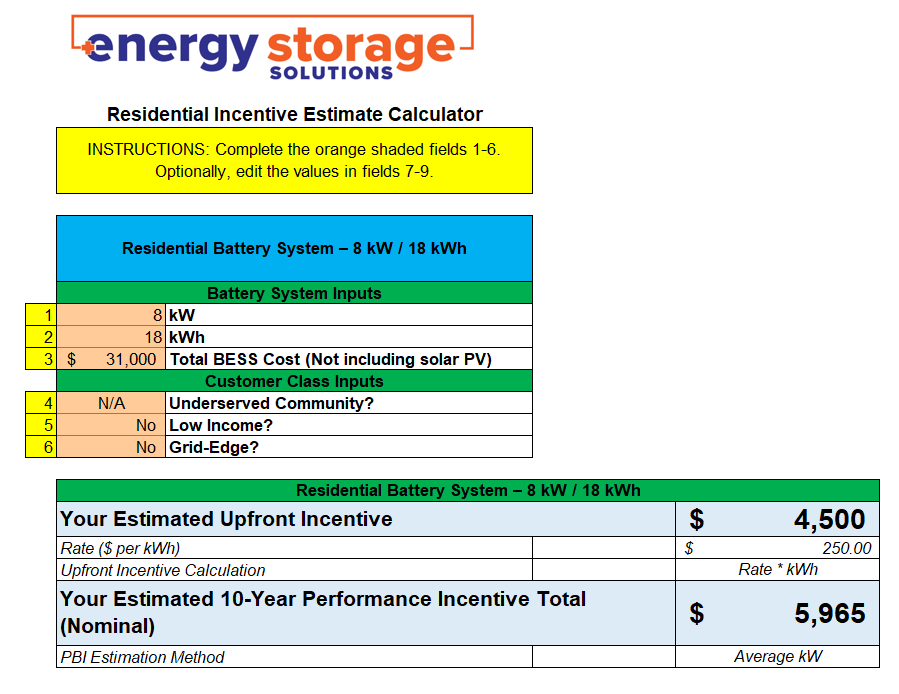 energy storage
SOLUTIONS
Residential Incentive Estimate Calculator
INSTRUCTIONS: Complete the orange shaded fields 1-6.
Optionally, edit the values in fields 7-9.
Residential Battery System – 8 kW / 18 kWh
Battery System Inputs
1 8 kW
2 18 kWh
3 $ 31,000 Total BESS Cost (Not including solar PV)
Customer Class Inputs
4 N/A Underserved Community?
5 No Low Income?
6 No Grid-Edge?
Residential Battery System – 8 kW / 18 kWh
Your Estimated Upfront Incentive $ 4,500
Rate ($ per kWh) $ 250.00
Upfront Incentive Calculation Rate * kWh
Your Estimated 10-Year Performance Incentive Total
(Nominal) $ 5,965
PBI Estimation Method Average kW